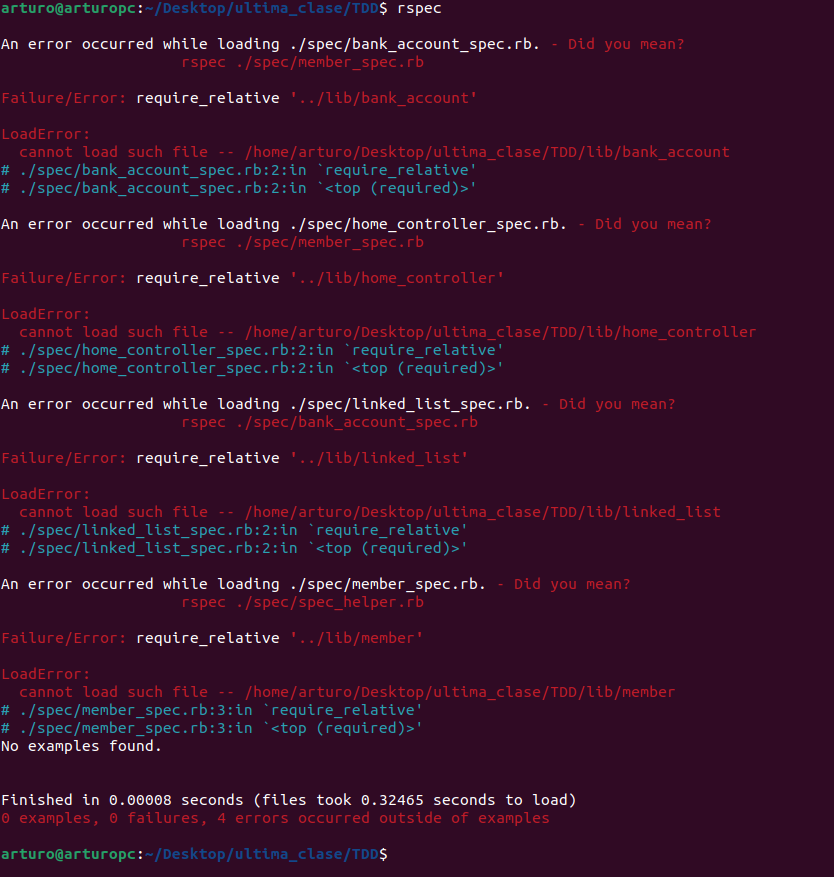 arturo@arturopc:~/Desktop/ultima_clase/TDD$ rspec
An error occurred while loading ./spec/bank_account_spec.rb. - Did you mean?
rspec ./spec/member_spec.rb
Failure/Error: require_relative '../lib/bank_account'
LoadError:
cannot load such file -- /home/arturo/Desktop/ultima_clase/TDD/lib/bank_account
# ./spec/bank_account_spec.rb:2:in `require_relative'
# ./spec/bank_account_spec.rb:2:in `<top (required)>'
An error occurred while loading ./spec/home_controller_spec.rb. - Did you mean?
rspec ./spec/member_spec.rb
Failure/Error: require_relative '../lib/home_controller'
LoadError:
cannot load such file -- /home/arturo/Desktop/ultima_clase/TDD/lib/home_controller
# ./spec/home_controller_spec.rb:2:in `require_relative'
# ./spec/home_controller_spec.rb:2:in `<top (required)>'
An error occurred while loading ./spec/linked_list_spec.rb. - Did you mean?
rspec ./spec/bank_account_spec.rb
Failure/Error: require_relative '../lib/linked_list'
LoadError:
cannot load such file -- /home/arturo/Desktop/ultima_clase/TDD/lib/linked_list
# ./spec/linked_list_spec.rb:2:in `require_relative'
# ./spec/linked_list_spec.rb:2:in `<top (required)>'
An error occurred while loading ./spec/member_spec.rb. - Did you mean?
rspec ./spec/spec_helper.rb
Failure/Error: require_relative '../lib/member'
LoadError:
cannot load such file -- /home/arturo/Desktop/ultima_clase/TDD/lib/member
# ./spec/member_spec.rb:3:in `require_relative'
# ./spec/member_spec.rb:3:in `<top (required)>'
No examples found.
Finished in 0.00008 seconds (files took 0.32465 seconds to load)
0 examples, 0 failures, 4 errors occurred outside of examples
arturo@arturopc:~/Desktop/ultima_clase/TDD$